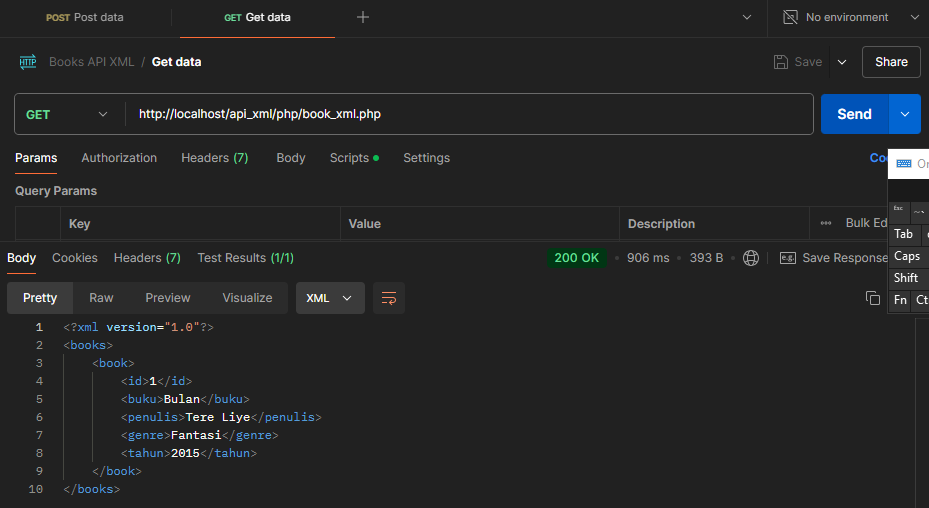 POST Post data GET Get data No environment
HTTP Books API XML / Get data Save Share
GET http://localhost/api_xml/php/book_xml.php Send
Params Authorization Headers (7) Body Scripts Settings
Query Params
Key Value Description Bulk Ed
Esc
Tab
Body Cookies Headers (7) Test Results (1/1) 200 OK 906 ms 393 B e.g. Save Response
Caps
Shift
Pretty Raw Preview Visualize XML
Fn Ct
1 <?xml version="1.0"?>
2 <books>
3 <book>
4 <id>1</id>
5 <buku>Bulan</buku>
6 <penulis>Tere Liye</penulis>
7 <genre>Fantasi</genre>
8 <tahun>2015</tahun>
9 </book>
10 </books>